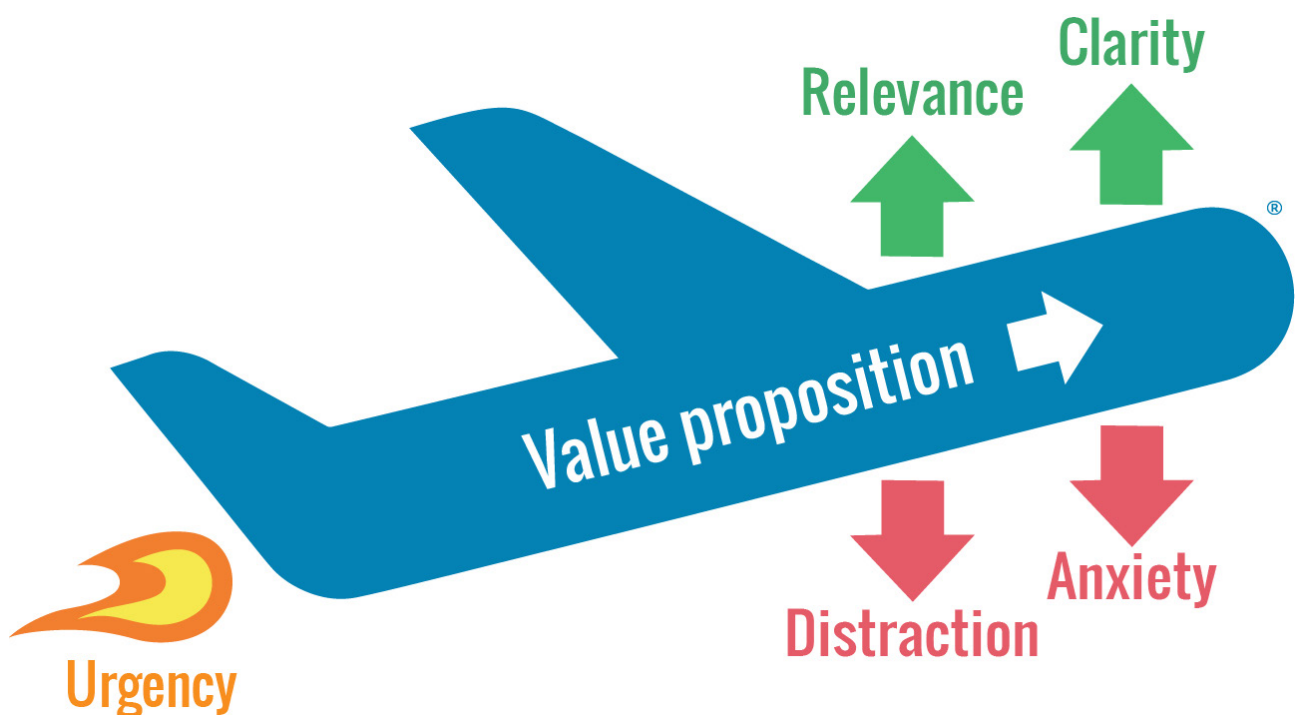 Clarity
Relevance
®
Value proposition
Anxiety
Distraction
Urgency